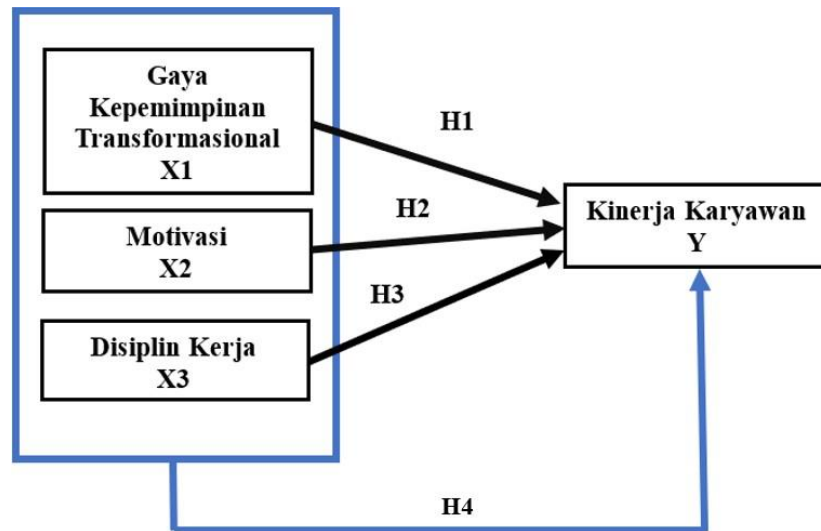 Gaya
Kepemimpinan
Transformasional
X1
H1
H2
Motivasi
X2
Kinerja Karyawan
Y
H3
Disiplin Kerja
X3
H4